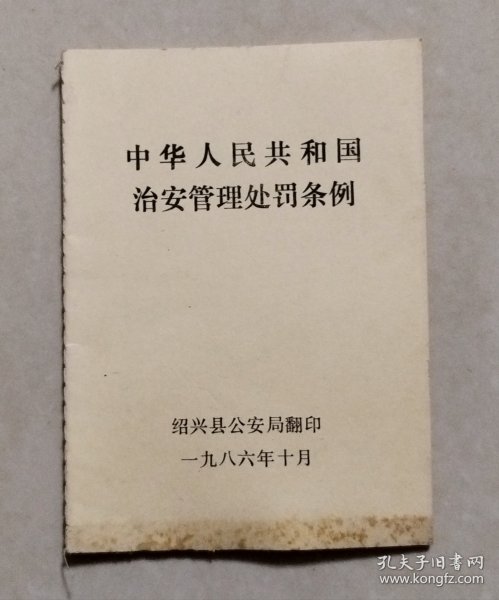 中华人民共和国
治安管理处罚条例
绍兴县公安局翻印
一九八六年十月
孔夫子旧书网
www.kongfz.com